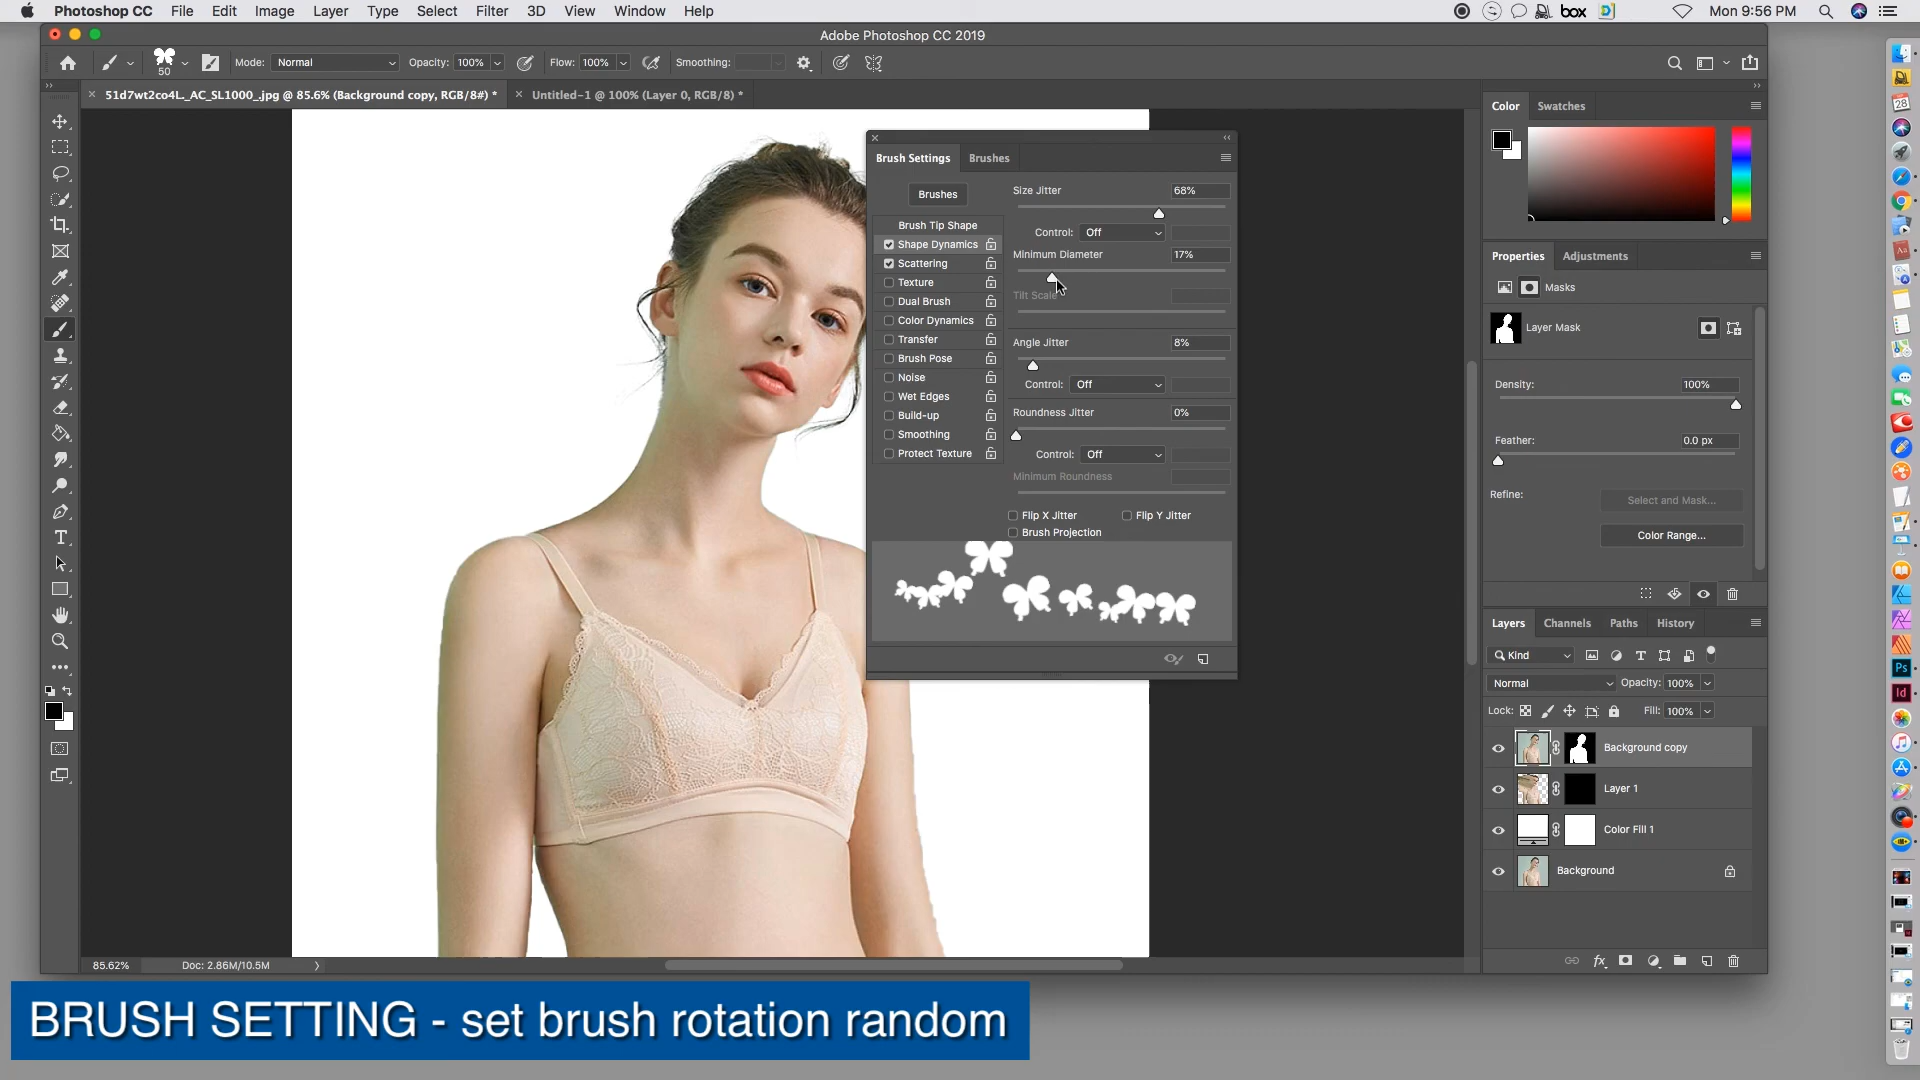 Photoshop CC File Edit Image Layer Type Select Filter 3D View Window Help box Mon 9:56 PM
Adobe Photoshop CC 2019
50 Mode: Normal Opacity: 100% Flow: 100% Smoothing:
51d7wt2co4L._AC_SL1000_.jpg @ 85.6% (Background copy, RGB/8#) * Untitled-1 @ 100% (Layer 0, RGB/8) *
Brush Settings Brushes
Brushes
Brush Tip Shape
Shape Dynamics
Scattering
Texture
Dual Brush
Color Dynamics
Transfer
Brush Pose
Noise
Wet Edges
Build-up
Smoothing
Protect Texture
Size Jitter 68%
Control: Off
Minimum Diameter 17%
Tilt Scale
Angle Jitter 8%
Control: Off
Roundness Jitter 0%
Control: Off
Minimum Roundness
Flip X Jitter Flip Y Jitter
Brush Projection
Color Swatches
Properties Adjustments
Masks
Layer Mask
Density: 100%
Feather: 0.0 px
Refine: Select and Mask...
Color Range...
Layers Channels Paths History
Kind
Normal Opacity: 100%
Lock: Fill: 100%
Background copy
Layer 1
Color Fill 1
Background
fx
85.62% Doc: 2.86M/10.5M
28
Ps
Id
BRUSH SETTING - set brush rotation random